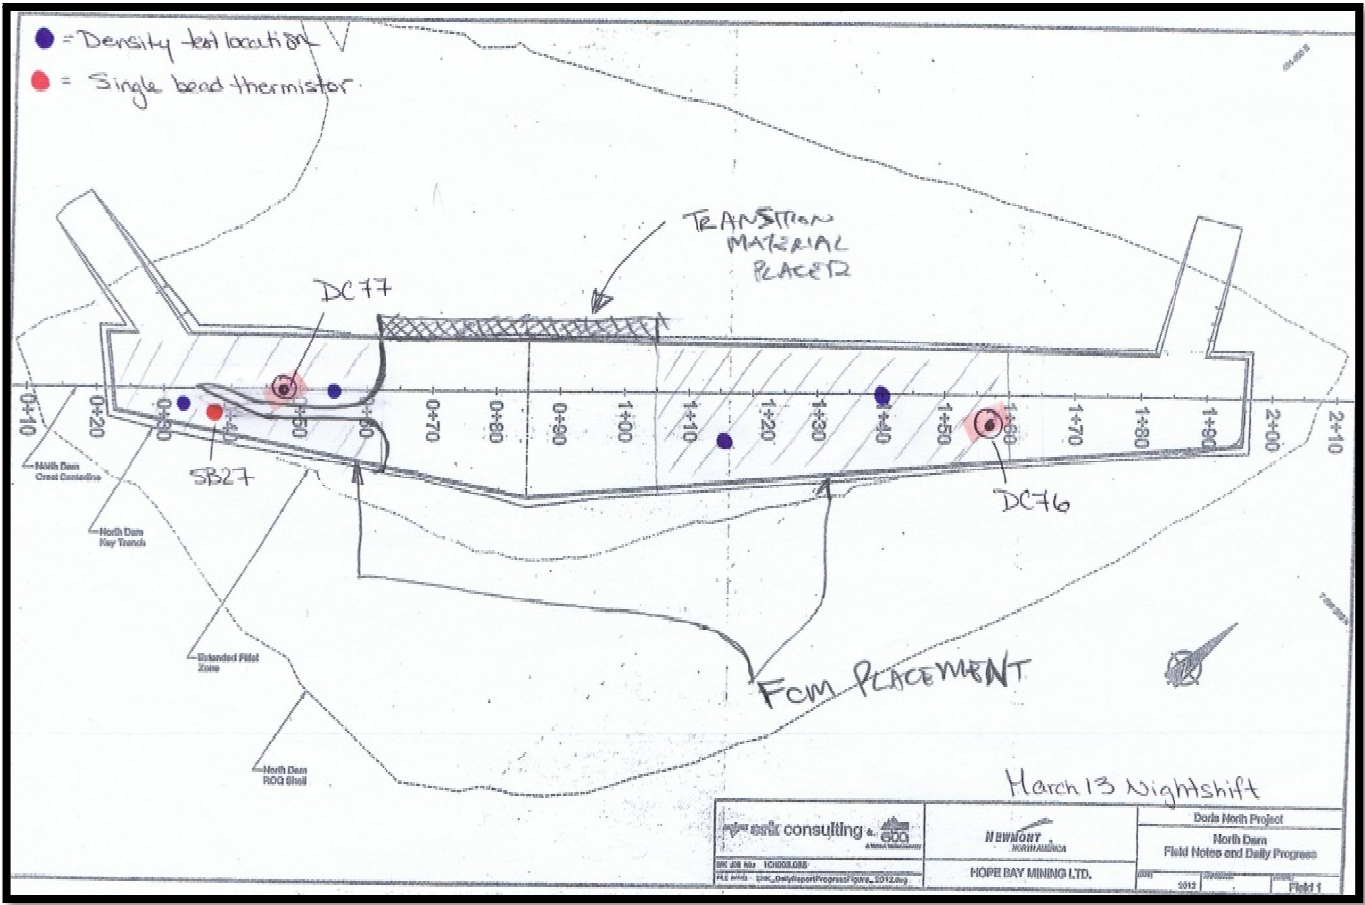 = Density test location
= Single bead thermistor
TRANSITION
MATERIAL
PLACED
DC77
0+10
0+20
0+30
0+40
0+50
0+60
0+70
0+80
0+90
1+00
1+10
1+20
1+30
1+40
1+50
1+60
1+70
1+80
1+90
2+00
2+10
SB27
DC76
North Dam
Crest Centerline
North Dam
Key Trench
Extended Fillet
Zone
North Dam
ROQ Shell
FCM PLACEMENT
March 13 Nightshift
srk consulting &
eba
NEWMONT
NORTH AMERICA
HOPE BAY MINING LTD.
Doris North Project
North Dam
Field Notes and Daily Progress
2012
Field 1